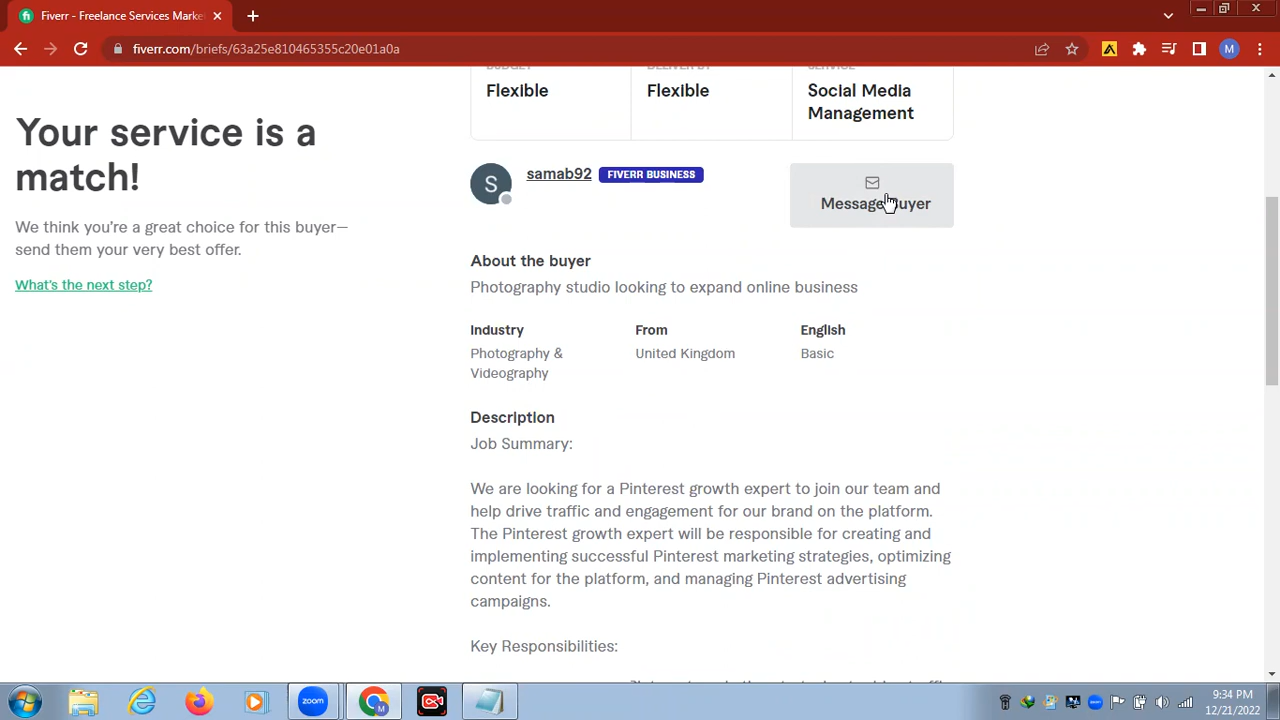 Fiverr - Freelance Services Marke
fiverr.com/briefs/63a25e810465355c20e01a0a
M
Your service is a
match!
We think you're a great choice for this buyer—
send them your very best offer.
What's the next step?
BUDGET
DELIVER BY
SERVICE
Flexible
Flexible
Social Media
Management
S
samab92
FIVERR BUSINESS
Message Buyer
About the buyer
Photography studio looking to expand online business
Industry
From
English
Photography &
Videography
United Kingdom
Basic
Description
Job Summary:
We are looking for a Pinterest growth expert to join our team and
help drive traffic and engagement for our brand on the platform.
The Pinterest growth expert will be responsible for creating and
implementing successful Pinterest marketing strategies, optimizing
content for the platform, and managing Pinterest advertising
campaigns.
Key Responsibilities:
zoom
M
9:34 PM
12/21/2022